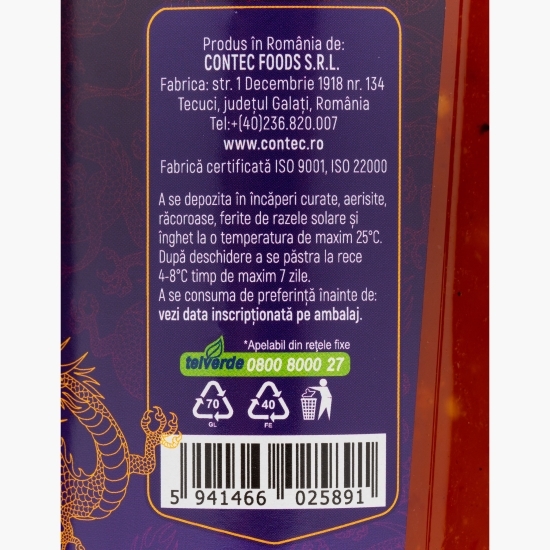 Produs în România de:
CONTEC FOODS S.R.L.
Fabrica: str. 1 Decembrie 1918 nr. 134
Tecuci, județul Galați, România
Tel:+(40)236.820.007
www.contec.ro
Fabrică certificată ISO 9001, ISO 22000
A se depozita în încăperi curate, aerisite,
răcoroase, ferite de razele solare și
îngheț la o temperatura de maxim 25°C.
După deschidere a se păstra la rece
4-8°C timp de maxim 7 zile.
A se consuma de preferință înainte de:
vezi data inscripționată pe ambalaj.
*Apelabil din rețele fixe
telverde 0800 8000 27
70 40
GL FE
5 941466 025891